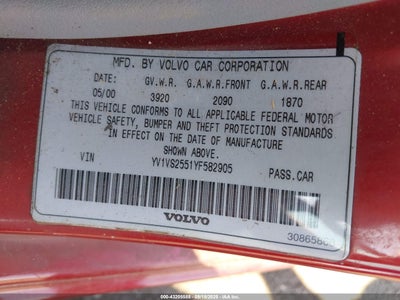 MFD. BY VOLVO CAR CORPORATION
DATE: GV.W.R. G.A.W.R.FRONT G.A.W.R.REAR
05/00 3920 2090 1870
THIS VEHICLE CONFORMS TO ALL APPLICABLE FEDERAL MOTOR
VEHICLE SAFETY, BUMPER AND THEFT PROTECTION STANDARDS
IN EFFECT ON THE DATE OF MANUFACTURE
SHOWN ABOVE.
VIN YV1VS2551YF582905 PASS.CAR
VOLVO